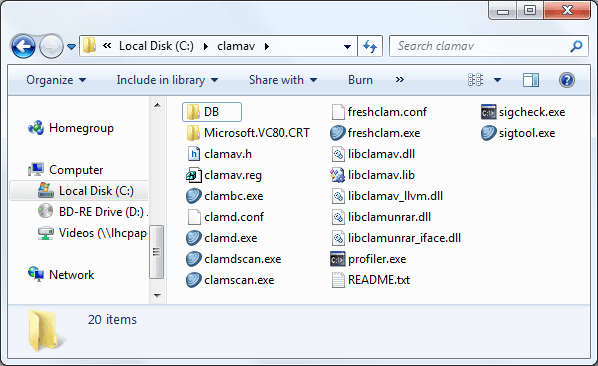 Local Disk (C:) clamav Search clamav
Organize Include in library Share with Burn »
Homegroup
Computer
Local Disk (C:)
BD-RE Drive (D:) .
Videos (\\lhcpap
Network
DB
Microsoft.VC80.CRT
clamav.h
clamav.reg
clambc.exe
clamd.conf
clamd.exe
clamdscan.exe
clamscan.exe
freshclam.conf
freshclam.exe
libclamav.dll
libclamav.lib
libclamav_llvm.dll
libclamunrar.dll
libclamunrar_iface.dll
profiler.exe
README.txt
sigcheck.exe
sigtool.exe
20 items